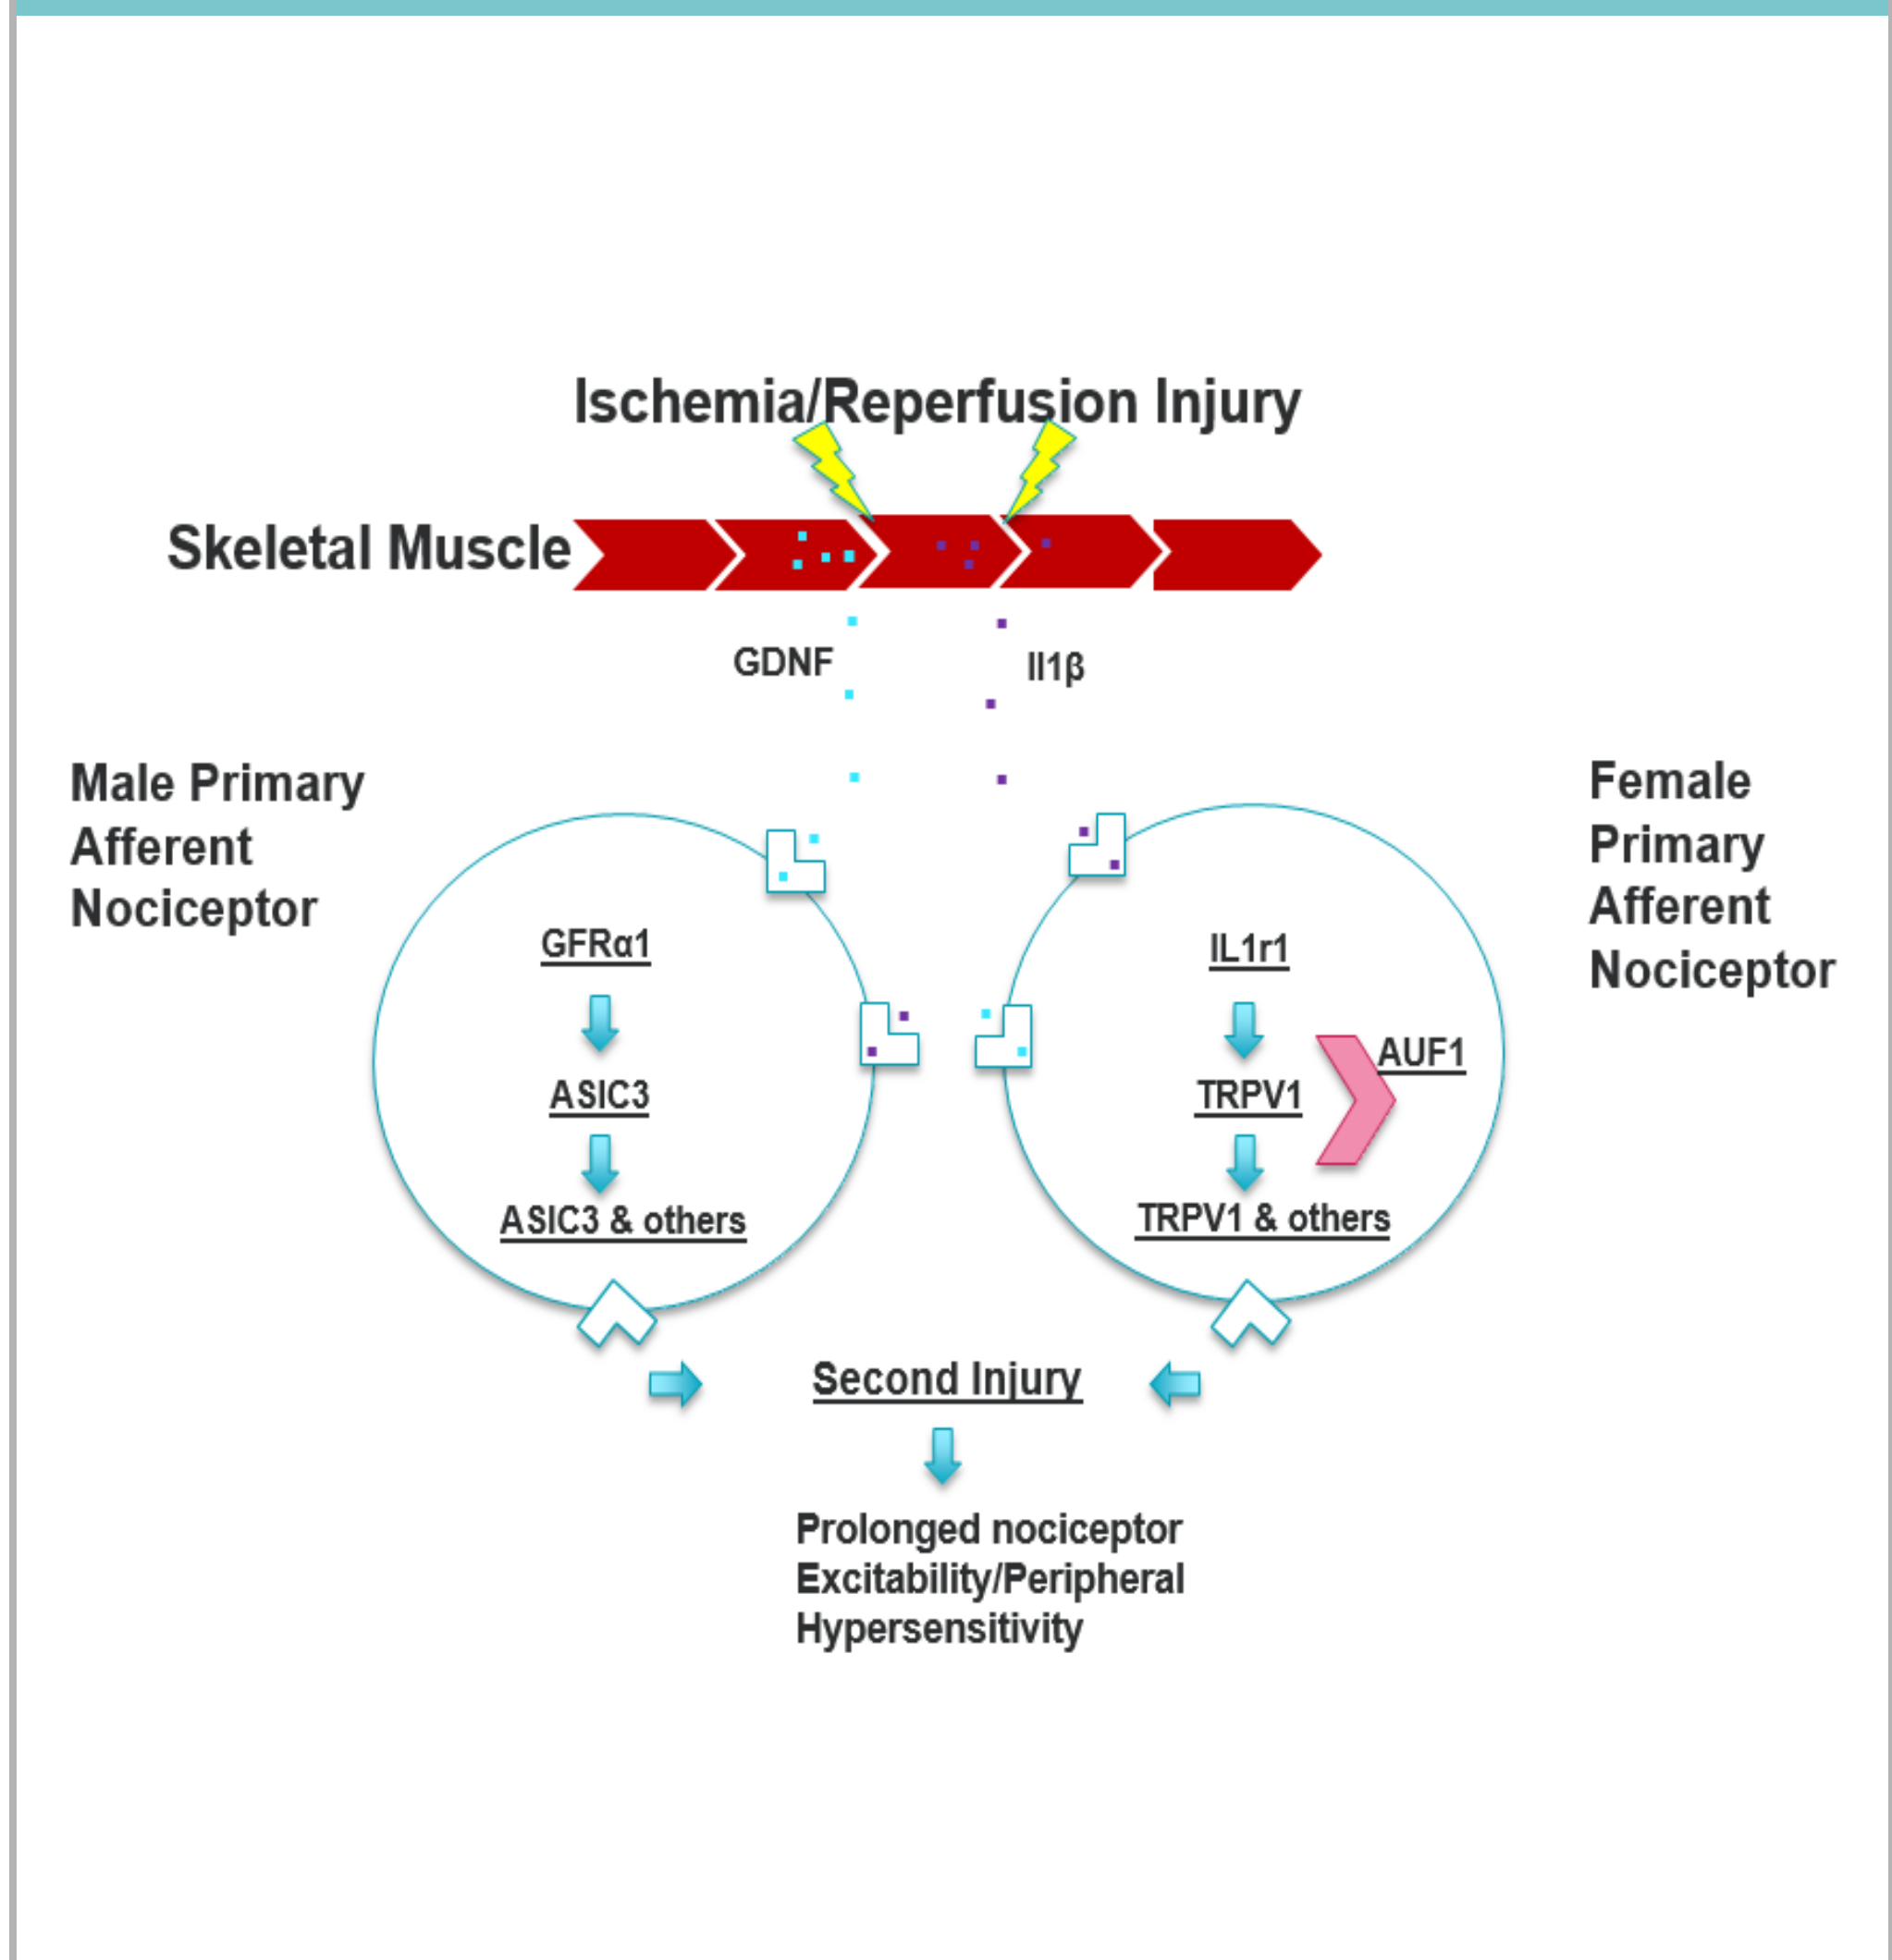 Ischemia/Reperfusion Injury
Skeletal Muscle
GDNF
Il1β
Male Primary
Afferent
Nociceptor
Female
Primary
Afferent
Nociceptor
GFRα1
ASIC3
ASIC3 & others
IL1r1
AUF1
TRPV1
TRPV1 & others
Second Injury
Prolonged nociceptor
Excitability/Peripheral
Hypersensitivity